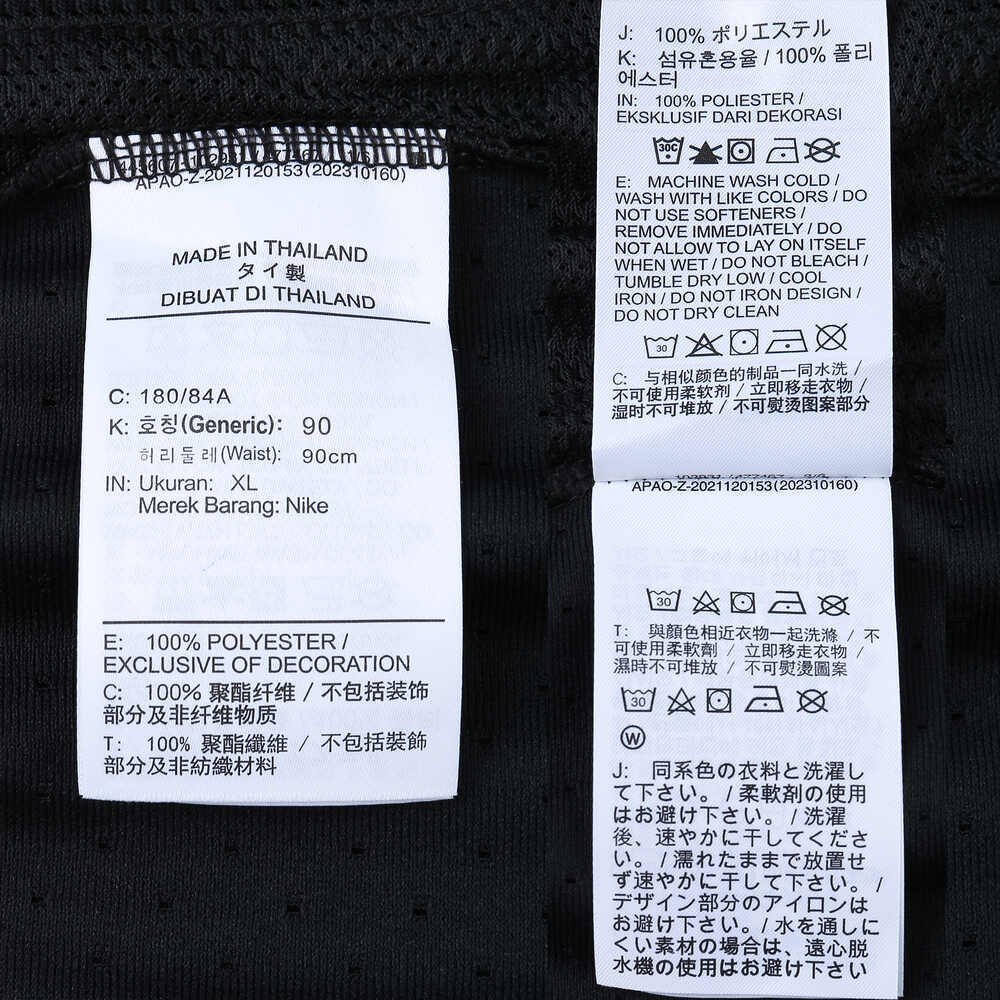 APAO-Z-2021120153(202310160)
MADE IN THAILAND
タイ製
DIBUAT DI THAILAND
C: 180/84A
K: 호칭(Generic): 90
허리둘레(Waist): 90cm
IN: Ukuran: XL
Merek Barang: Nike
E: 100% POLYESTER /
EXCLUSIVE OF DECORATION
C: 100% 聚酯纤维 / 不包括装饰
部分及非纤维物质
T: 100% 聚酯纖維 / 不包括裝飾
部分及非紡織材料
J: 100% ポリエステル
K: 섬유혼용율 / 100% 폴리
에스터
IN: 100% POLIESTER /
EKSKLUSIF DARI DEKORASI
30C
E: MACHINE WASH COLD /
WASH WITH LIKE COLORS / DO
NOT USE SOFTENERS /
REMOVE IMMEDIATELY / DO
NOT ALLOW TO LAY ON ITSELF
WHEN WET / DO NOT BLEACH /
TUMBLE DRY LOW / COOL
IRON / DO NOT IRON DESIGN /
DO NOT DRY CLEAN
30
C: 与相似颜色的制品一同水洗 /
不可使用柔软剂 / 立即移走衣物 /
湿时不可堆放 / 不可熨烫图案部分
APAO-Z-2021120153(202310160)
30
T: 與顏色相近衣物一起洗滌 / 不
可使用柔軟劑 / 立即移走衣物 /
濕時不可堆放 / 不可熨燙圖案
30
W
J: 同系色の衣料と洗濯し
て下さい。 / 柔軟剤の使用
はお避け下さい。 / 洗濯
後、速やかに干してくださ
い。 / 濡れたままで放置せ
ず速やかに干して下さい。 /
デザイン部分のアイロンは
お避け下さい。 / 水を通しに
くい素材の場合は、遠心脱
水機の使用はお避け下さい